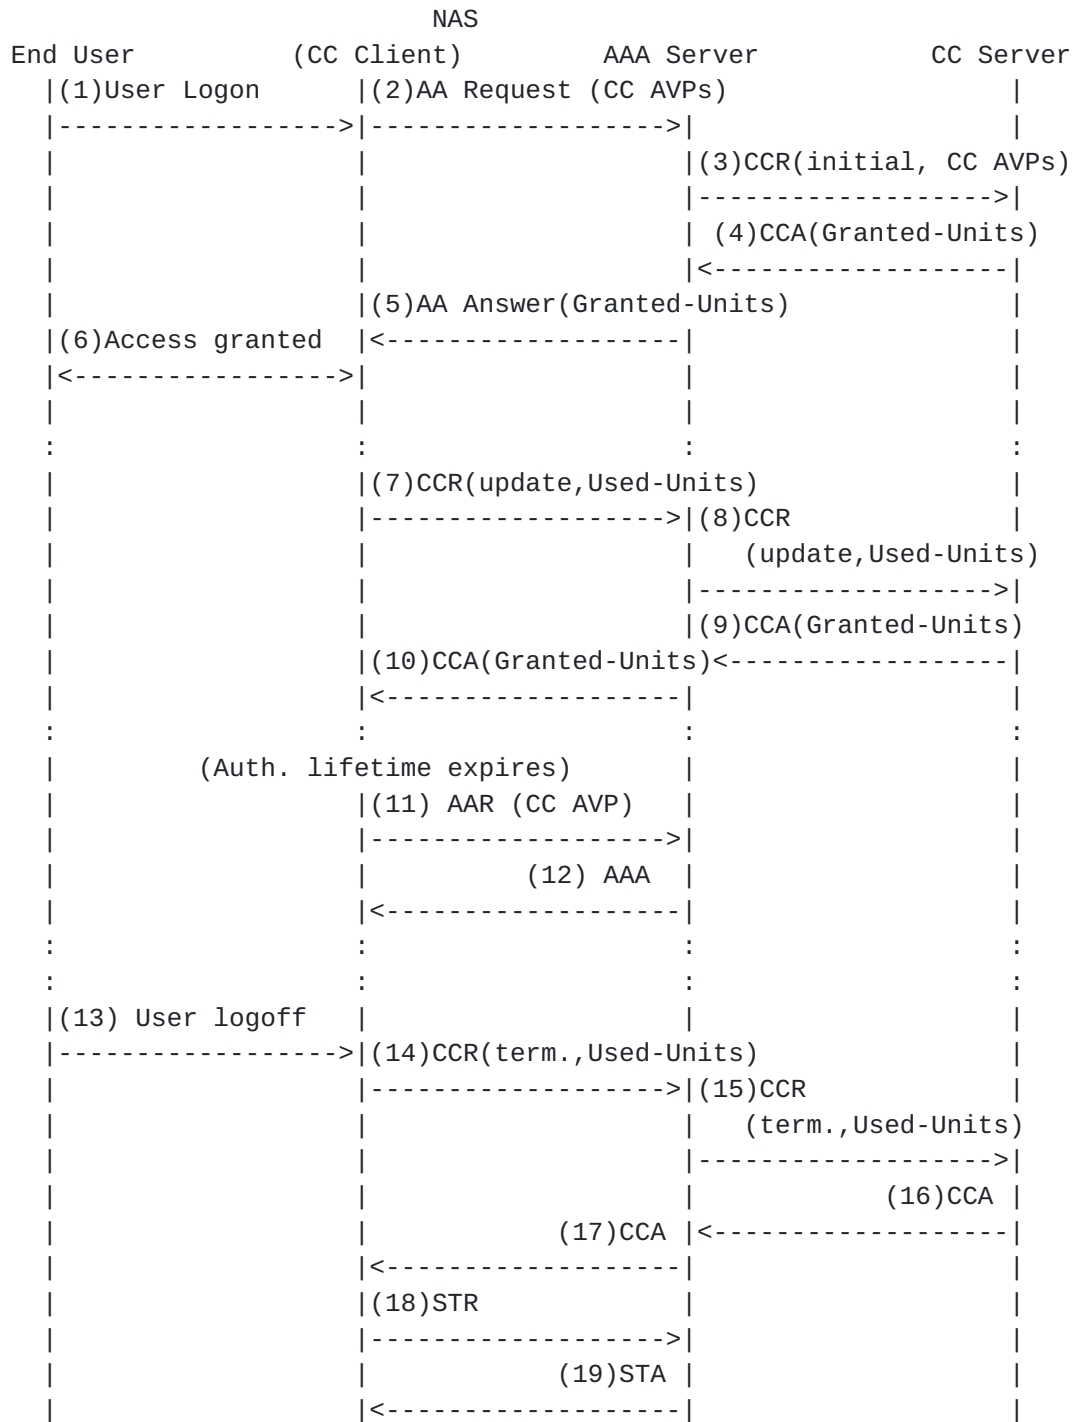 NAS
End User          (CC Client)         AAA Server           CC Server
  |(1)User Logon      |(2)AA Request (CC AVPs)                  |
  |------------------>|------------------->|                    |
  |                   |                    |(3)CCR(initial, CC AVPs)
  |                   |                    |------------------->|
  |                   |                    | (4)CCA(Granted-Units)
  |                   |                    |<-------------------|
  |                   |(5)AA Answer(Granted-Units)              |
  |(6)Access granted  |<-------------------|                    |
  |<----------------->|                    |                    |
  |                   |                    |                    |
  :                   :                    :                    :
  |                   |(7)CCR(update,Used-Units)                |
  |                   |------------------->|(8)CCR              |
  |                   |                    |   (update,Used-Units)
  |                   |                    |------------------->|
  |                   |                    |(9)CCA(Granted-Units)
  |                   |(10)CCA(Granted-Units)<------------------|
  |                   |<-------------------|                    |
  :                   :                    :                    :
  |         (Auth. lifetime expires)       |                    |
  |                   |(11) AAR (CC AVP)   |                    |
  |                   |------------------->|                    |
  |                   |          (12) AAA  |                    |
  |                   |<-------------------|                    |
  :                   :                    :                    :
  :                   :                    :                    :
  |(13) User logoff   |                    |                    |
  |------------------>|(14)CCR(term.,Used-Units)                |
  |                   |------------------->|(15)CCR             |
  |                   |                    |   (term.,Used-Units)
  |                   |                    |------------------->|
  |                   |                    |            (16)CCA |
  |                   |            (17)CCA |<-------------------|
  |                   |<-------------------|                    |
  |                   |(18)STR             |                    |
  |                   |------------------->|                    |
  |                   |            (19)STA |                    |
  |                   |<-------------------|                    |